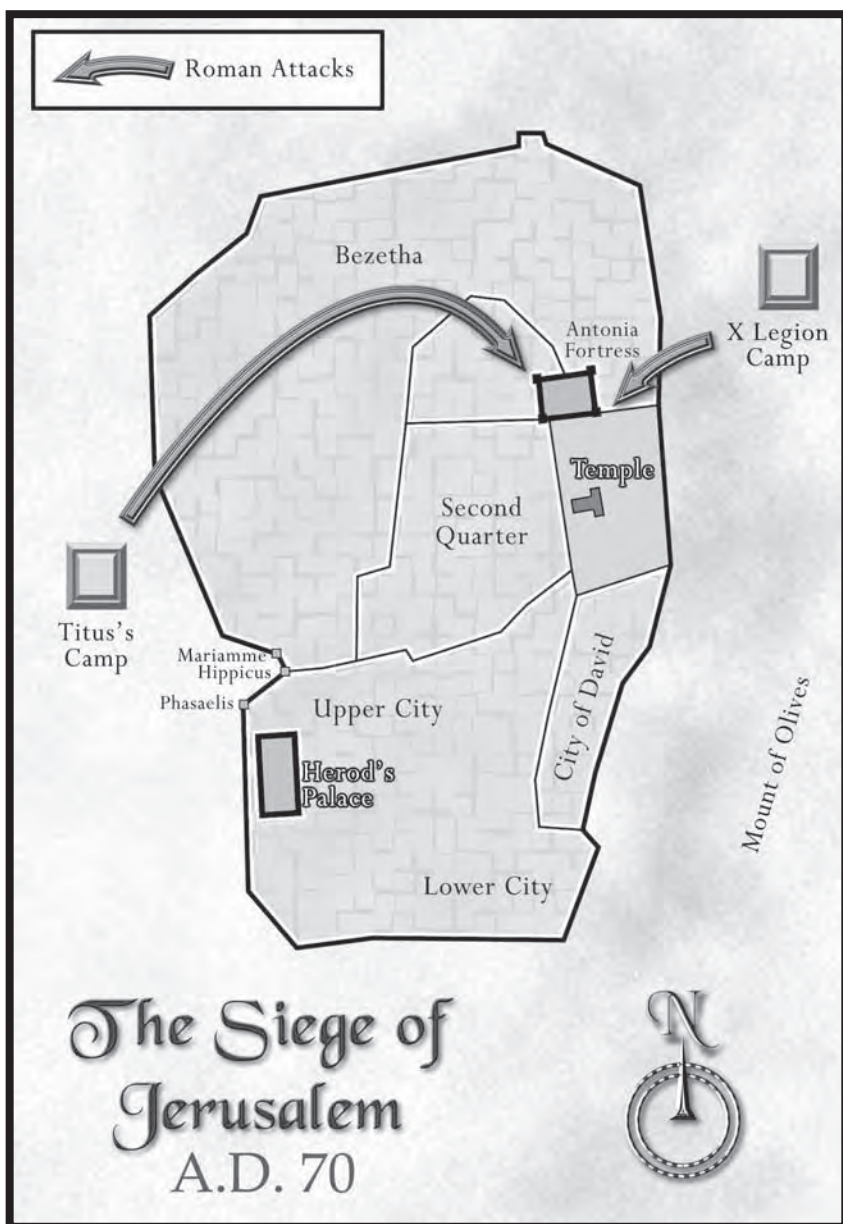 Roman Attacks
Bezetha
Antonia
Fortress
X Legion
Camp
Temple
Second
Quarter
Titus's
Camp
Mariamme
Hippicus
Phasaelis
Upper City
City of David
Herod's
Palace
Mount of Olives
Lower City
The Siege of
Jerusalem
A.D. 70
N